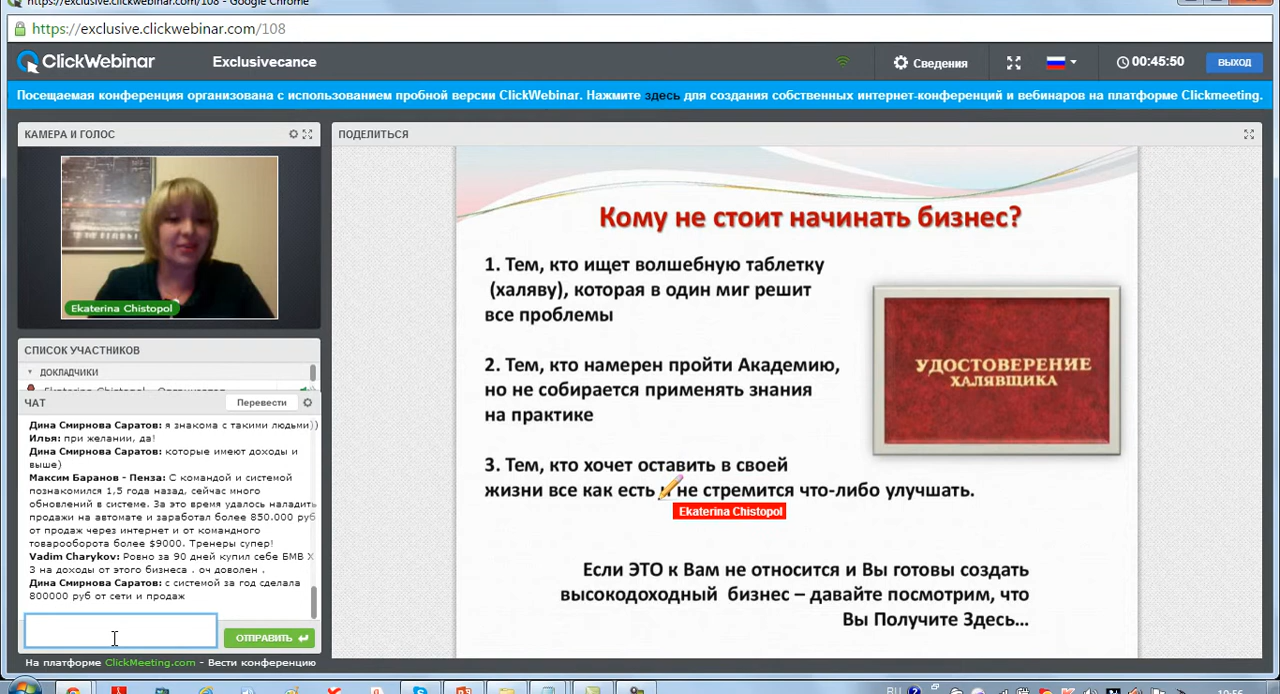 https://exclusive.clickwebinar.com/108 - Google Chrome
https://exclusive.clickwebinar.com/108
ClickWebinar
Exclusivecance
Сведения
00:45:50
ВЫХОД
Посещаемая конференция организована с использованием пробной версии ClickWebinar. Нажмите здесь для создания собственных интернет-конференций и вебинаров на платформе Clickmeeting.
КАМЕРА И ГОЛОС
Ekaterina Chistopol
СПИСОК УЧАСТНИКОВ
ДОКЛАДЧИКИ
Ekaterina Chistopol - Организатор
ЧАТ
Перевести
Дина Смирнова Саратов: я знакома с такими людьми))
Илья: при желании, да!
Дина Смирнова Саратов: которые имеют доходы и
выше)
Максим Баранов - Пенза: С командой и системой
познакомился 1,5 года назад, сейчас много
обновлений в системе. За это время удалось наладить
продажи на автомате и заработал более 850.000 руб
от продаж через интернет и от командного
товарооборота более $9000. Тренеры супер!
Vadim Charykov: Ровно за 90 дней купил себе БМВ X
3 на доходы от этого бизнеса . оч доволен .
Дина Смирнова Саратов: с системой за год сделала
800000 руб от сети и продаж
ОТПРАВИТЬ
На платформе ClickMeeting.com - Вести конференцию
ПОДЕЛИТЬСЯ
Кому не стоит начинать бизнес?
1. Тем, кто ищет волшебную таблетку
(халяву), которая в один миг решит
все проблемы
2. Тем, кто намерен пройти Академию,
но не собирается применять знания
на практике
3. Тем, кто хочет оставить в своей
жизни все как есть и не стремится что-либо улучшать.
Ekaterina Chistopol
УДОСТОВЕРЕНИЕ
ХАЛЯВЩИКА
Если ЭТО к Вам не относится и Вы готовы создать
высокодоходный бизнес – давайте посмотрим, что
Вы Получите Здесь...
RU
10:56